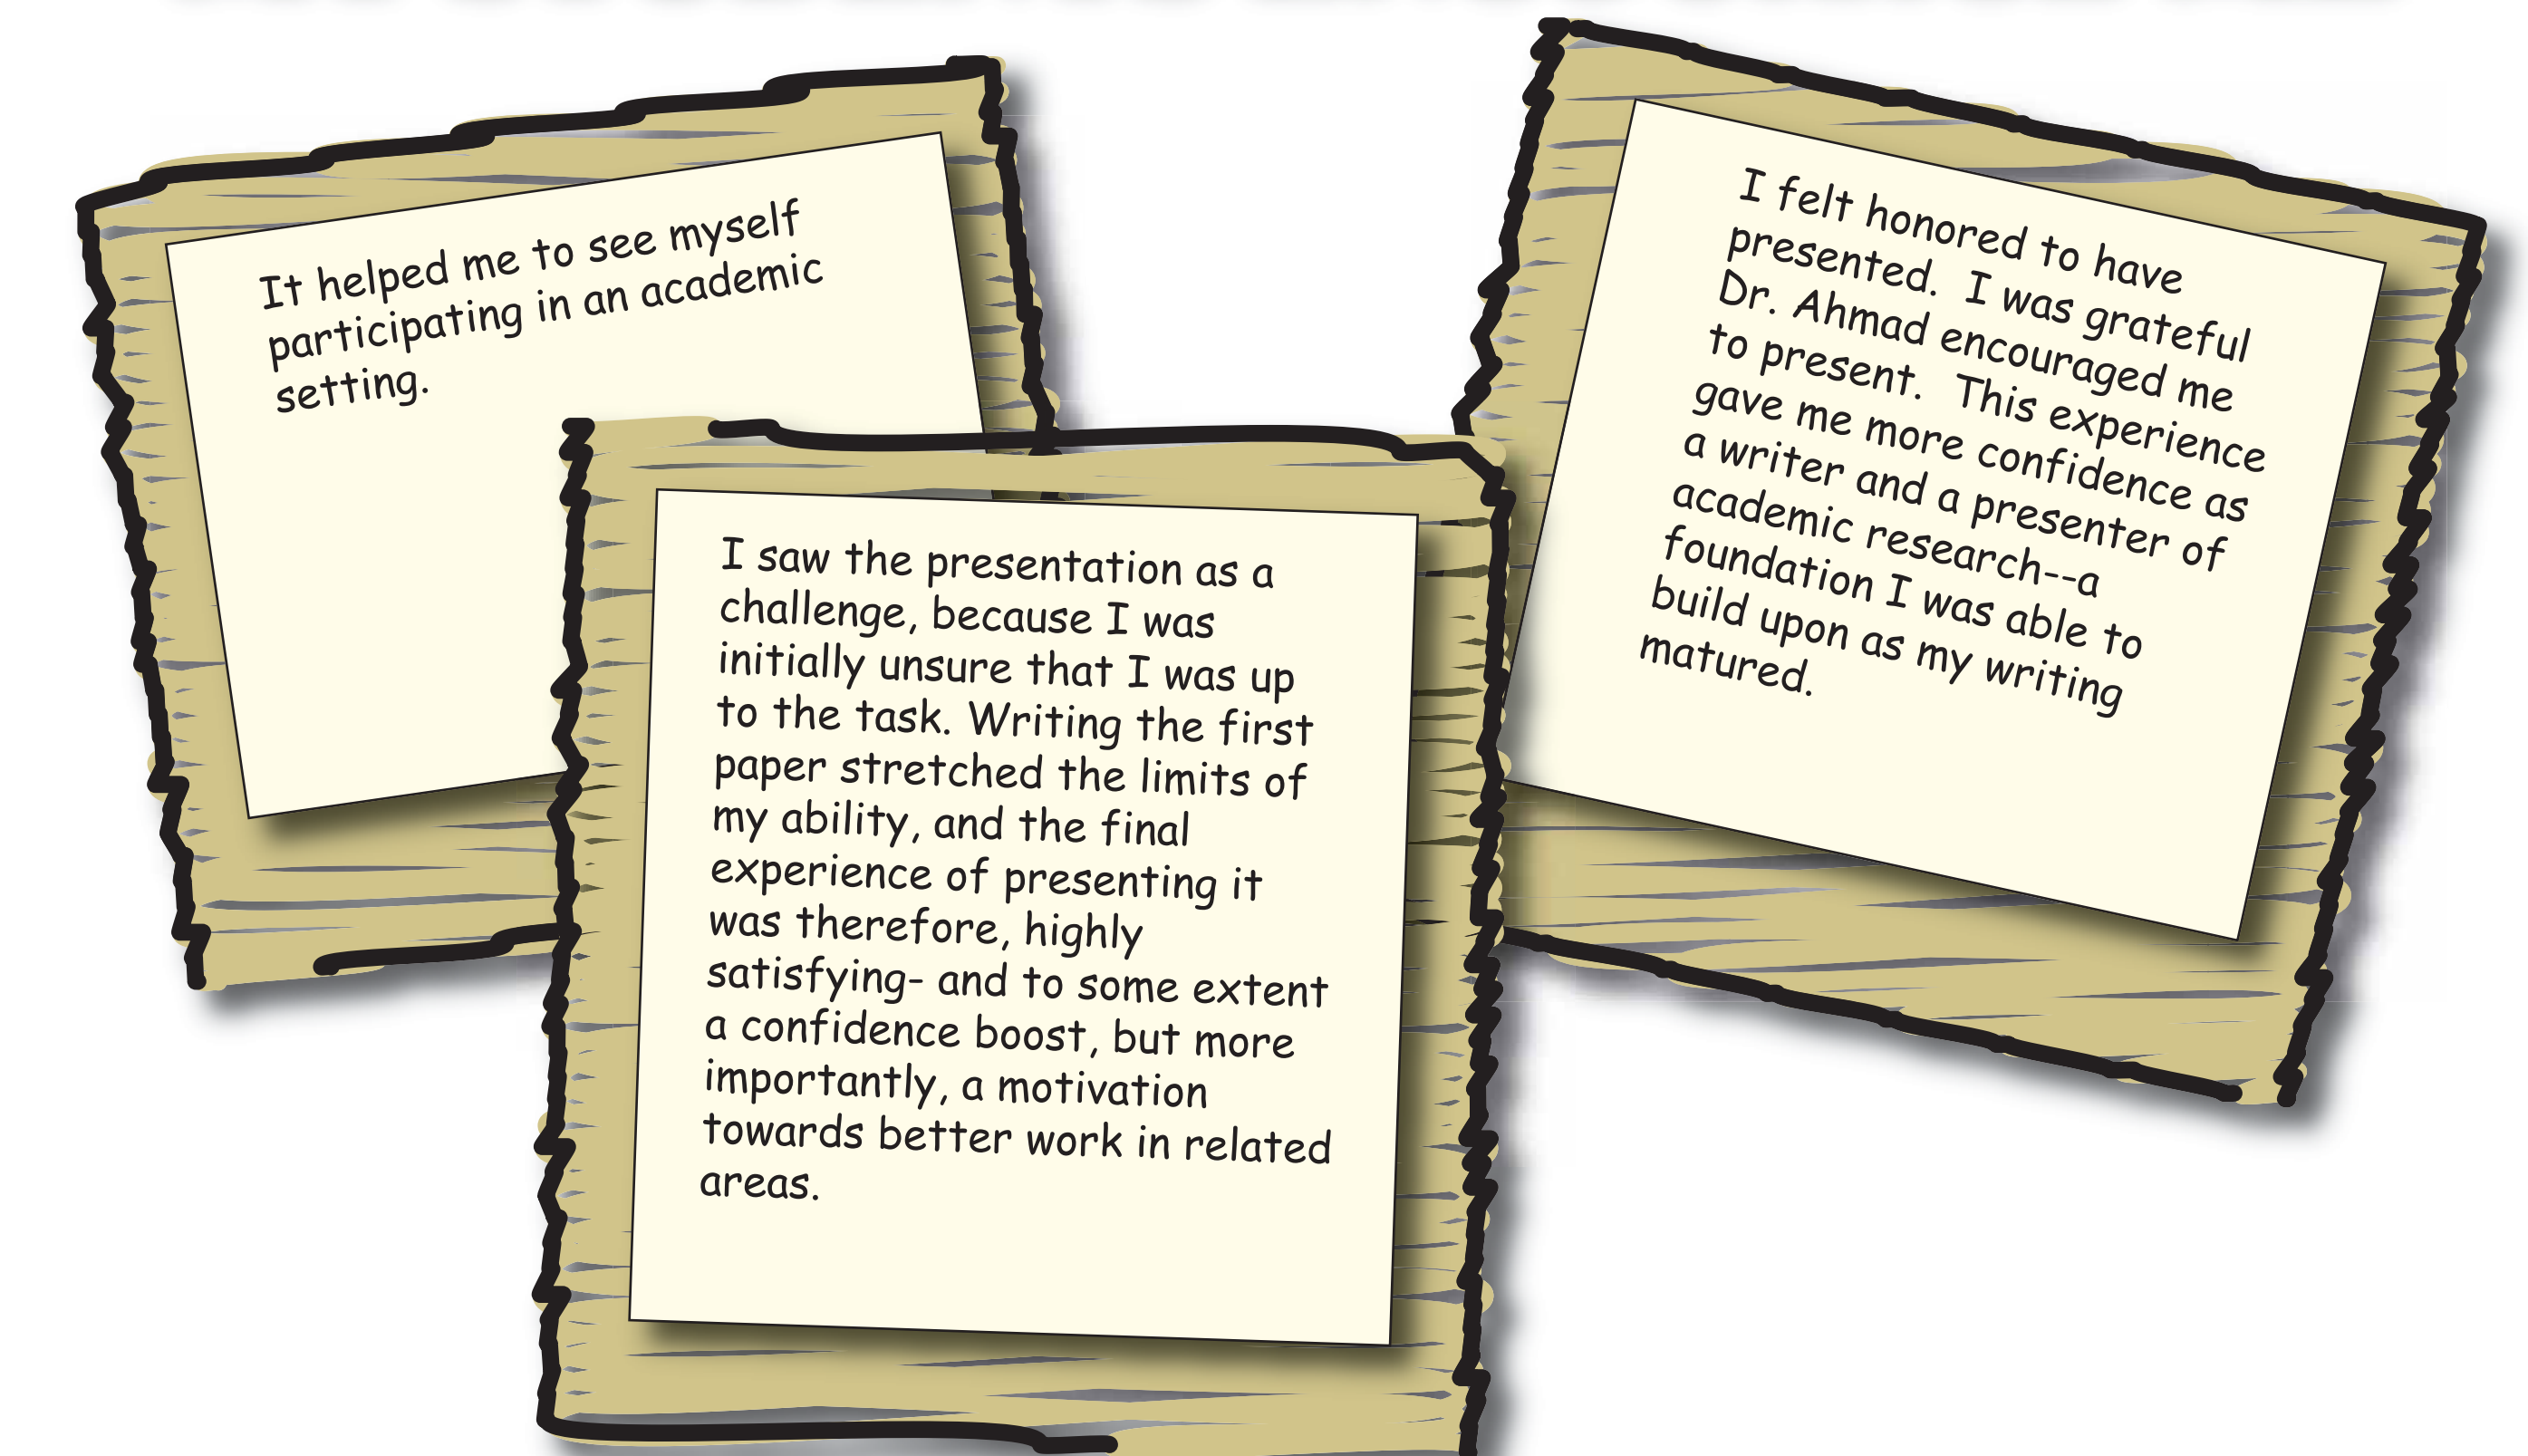 It helped me to see myself
participating in an academic
setting.
I saw the presentation as a
challenge, because I was
initially unsure that I was up
to the task. Writing the first
paper stretched the limits of
my ability, and the final
experience of presenting it
was therefore, highly
satisfying- and to some extent
a confidence boost, but more
importantly, a motivation
towards better work in related
areas.
I felt honored to have
presented.  I was grateful
Dr. Ahmad encouraged me
to present.  This experience
gave me more confidence as
a writer and a presenter of
academic research--a
foundation I was able to
build upon as my writing
matured.